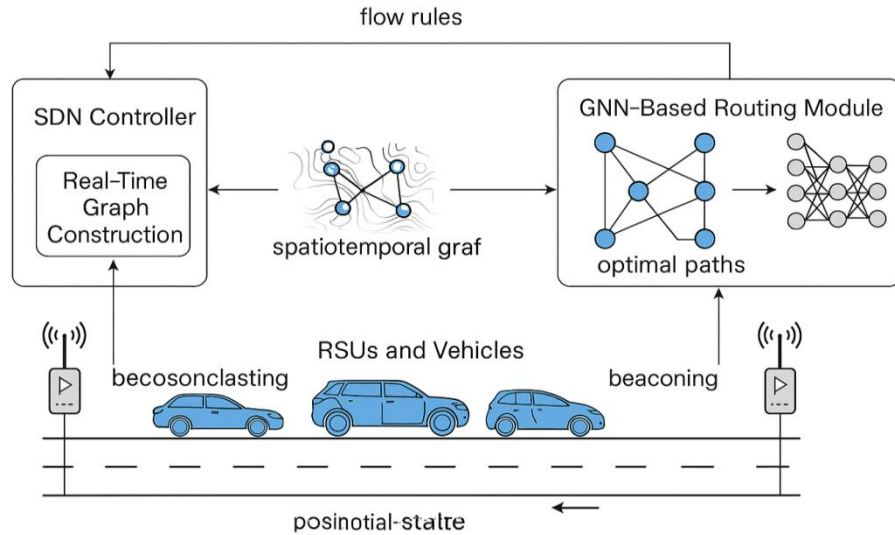 flow rules
SDN Controller
Real-Time
Graph
Construction
spatiotemporal graf
GNN-Based Routing Module
optimal paths
RSUs and Vehicles
becosonclasting
beaconing
posinotial-stalre